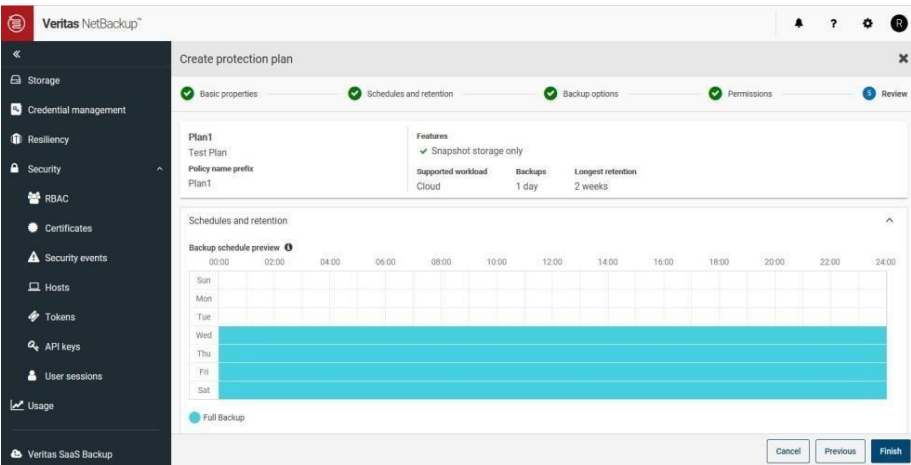 Veritas NetBackup™
? R
«
Storage
Credential management
Resiliency
Security
RBAC
Certificates
Security events
Hosts
Tokens
API keys
User sessions
Usage
Veritas SaaS Backup
Create protection plan
Basic properties Schedules and retention Backup options Permissions 5 Review
Plan1
Test Plan
Policy name prefix
Plan1
Features
Snapshot storage only
Supported workload Backups Longest retention
Cloud 1 day 2 weeks
Schedules and retention
Backup schedule preview
00:00 02:00 04:00 06:00 08:00 10:00 12:00 14:00 16:00 18:00 20:00 22:00 24:00
Sun
Mon
Tue
Wed
Thu
Fri
Sat
Full Backup
Cancel Previous Finish